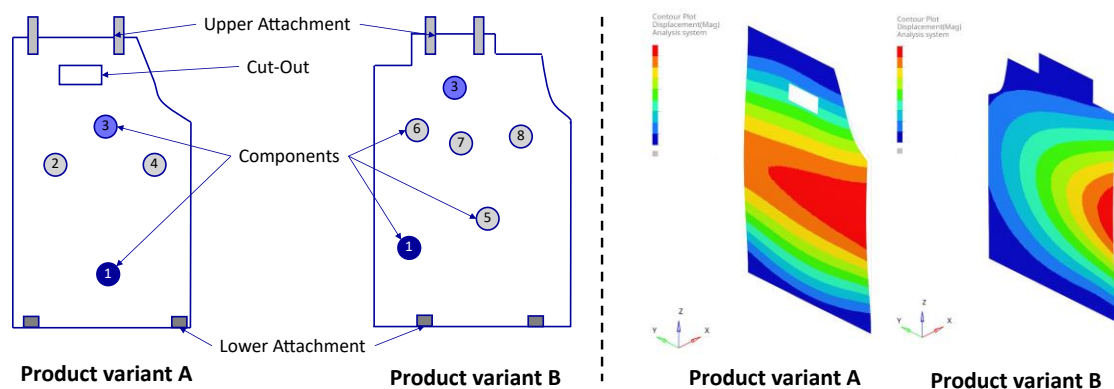 Upper Attachment
Cut-Out
3
2
4
Components
1
Lower Attachment
Product variant A
3
6
7
8
5
1
Product variant B
Contour Plot
Displacement(Mag)
Analysis system
Z
Y
X
Product variant A
Contour Plot
Displacement(Mag)
Analysis system
Z
Y
X
Product variant B